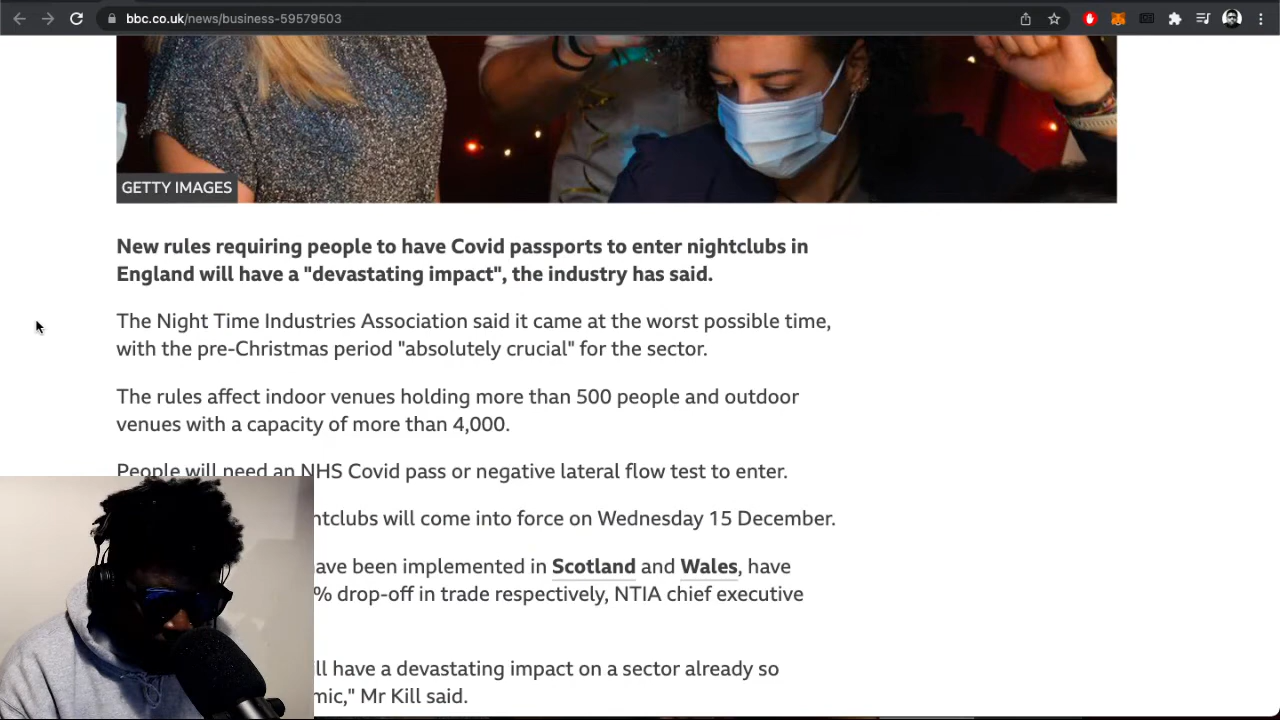 bbc.co.uk/news/business-59579503
GETTY IMAGES
New rules requiring people to have Covid passports to enter nightclubs in
England will have a "devastating impact", the industry has said.
The Night Time Industries Association said it came at the worst possible time,
with the pre-Christmas period "absolutely crucial" for the sector.
The rules affect indoor venues holding more than 500 people and outdoor
venues with a capacity of more than 4,000.
People will need an NHS Covid pass or negative lateral flow test to enter.
ntclubs will come into force on Wednesday 15 December.
ave been implemented in Scotland and Wales, have
% drop-off in trade respectively, NTIA chief executive
ll have a devastating impact on a sector already so
mic," Mr Kill said.